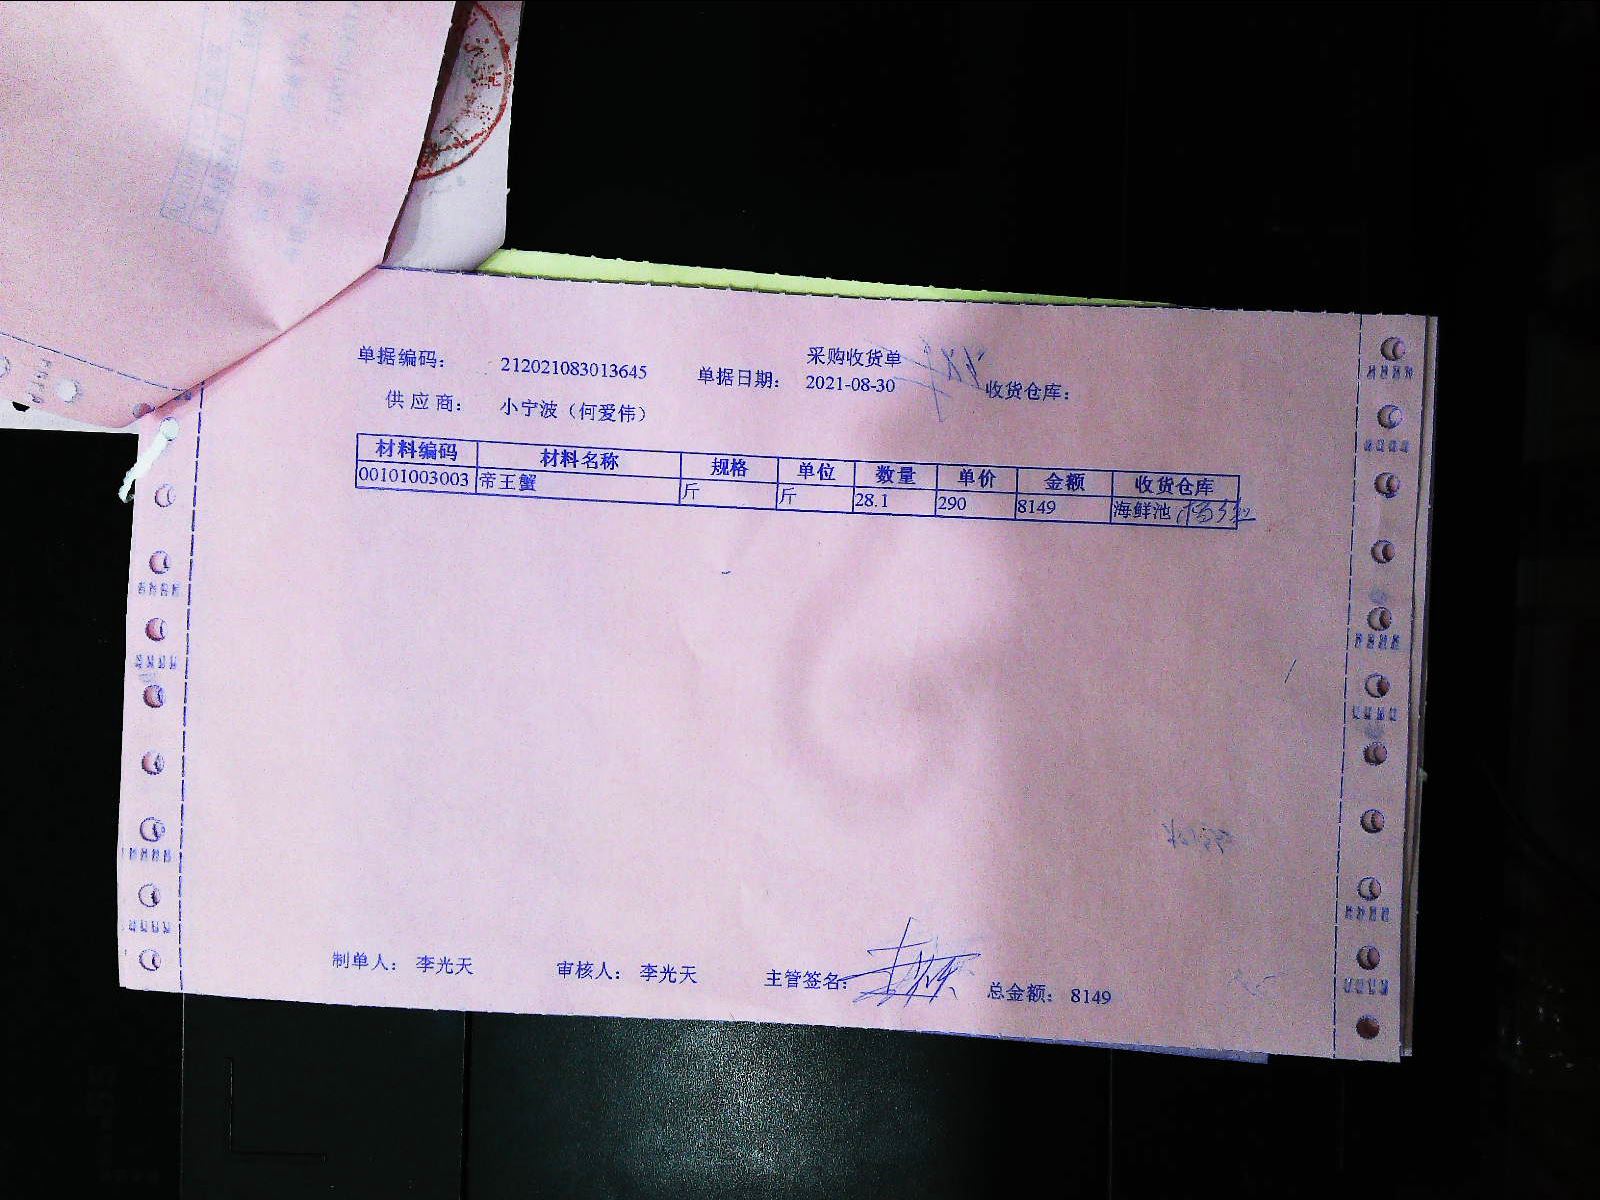 采购收货单
单据编码： 212021083013645 单据日期： 2021-08-30 收货仓库：
供应商： 小宁波（何爱伟）
材料编码 材料名称 规格 单位 数量 单价 金额 收货仓库
00101003003 帝王蟹 斤 斤 28.1 290 8149 海鲜池
制单人： 李光天 审核人： 李光天 主管签名： 总金额： 8149